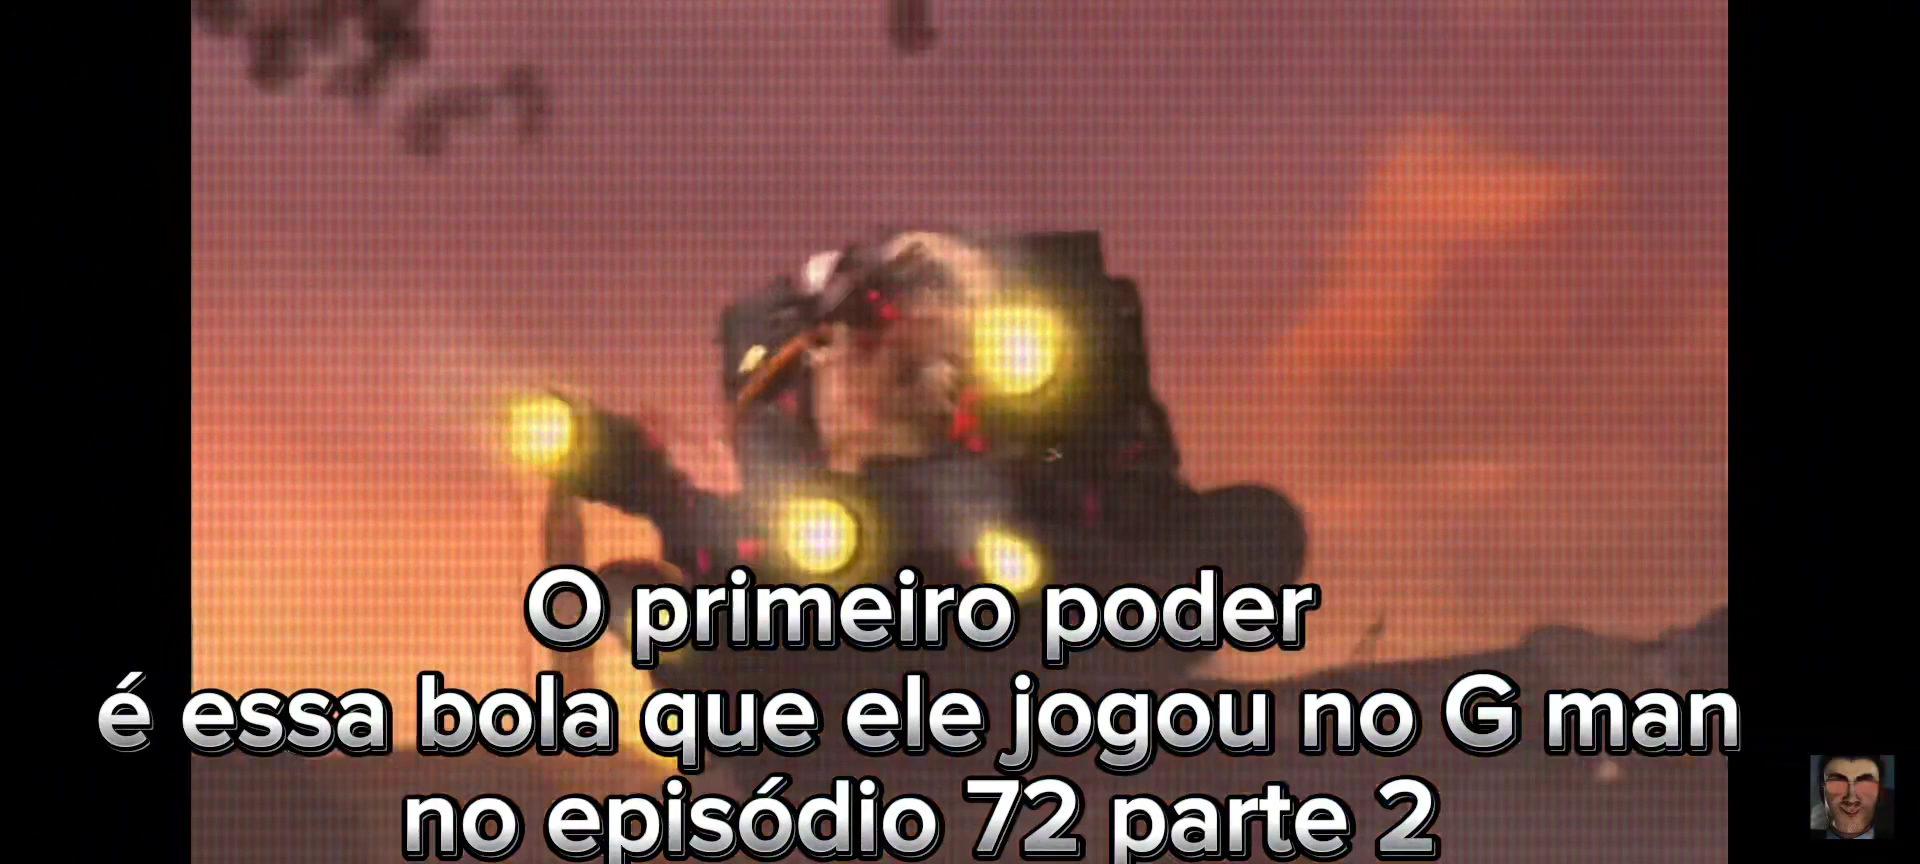 O primeiro poder
é essa bola que ele jogou no G man
no episódio 72 parte 2